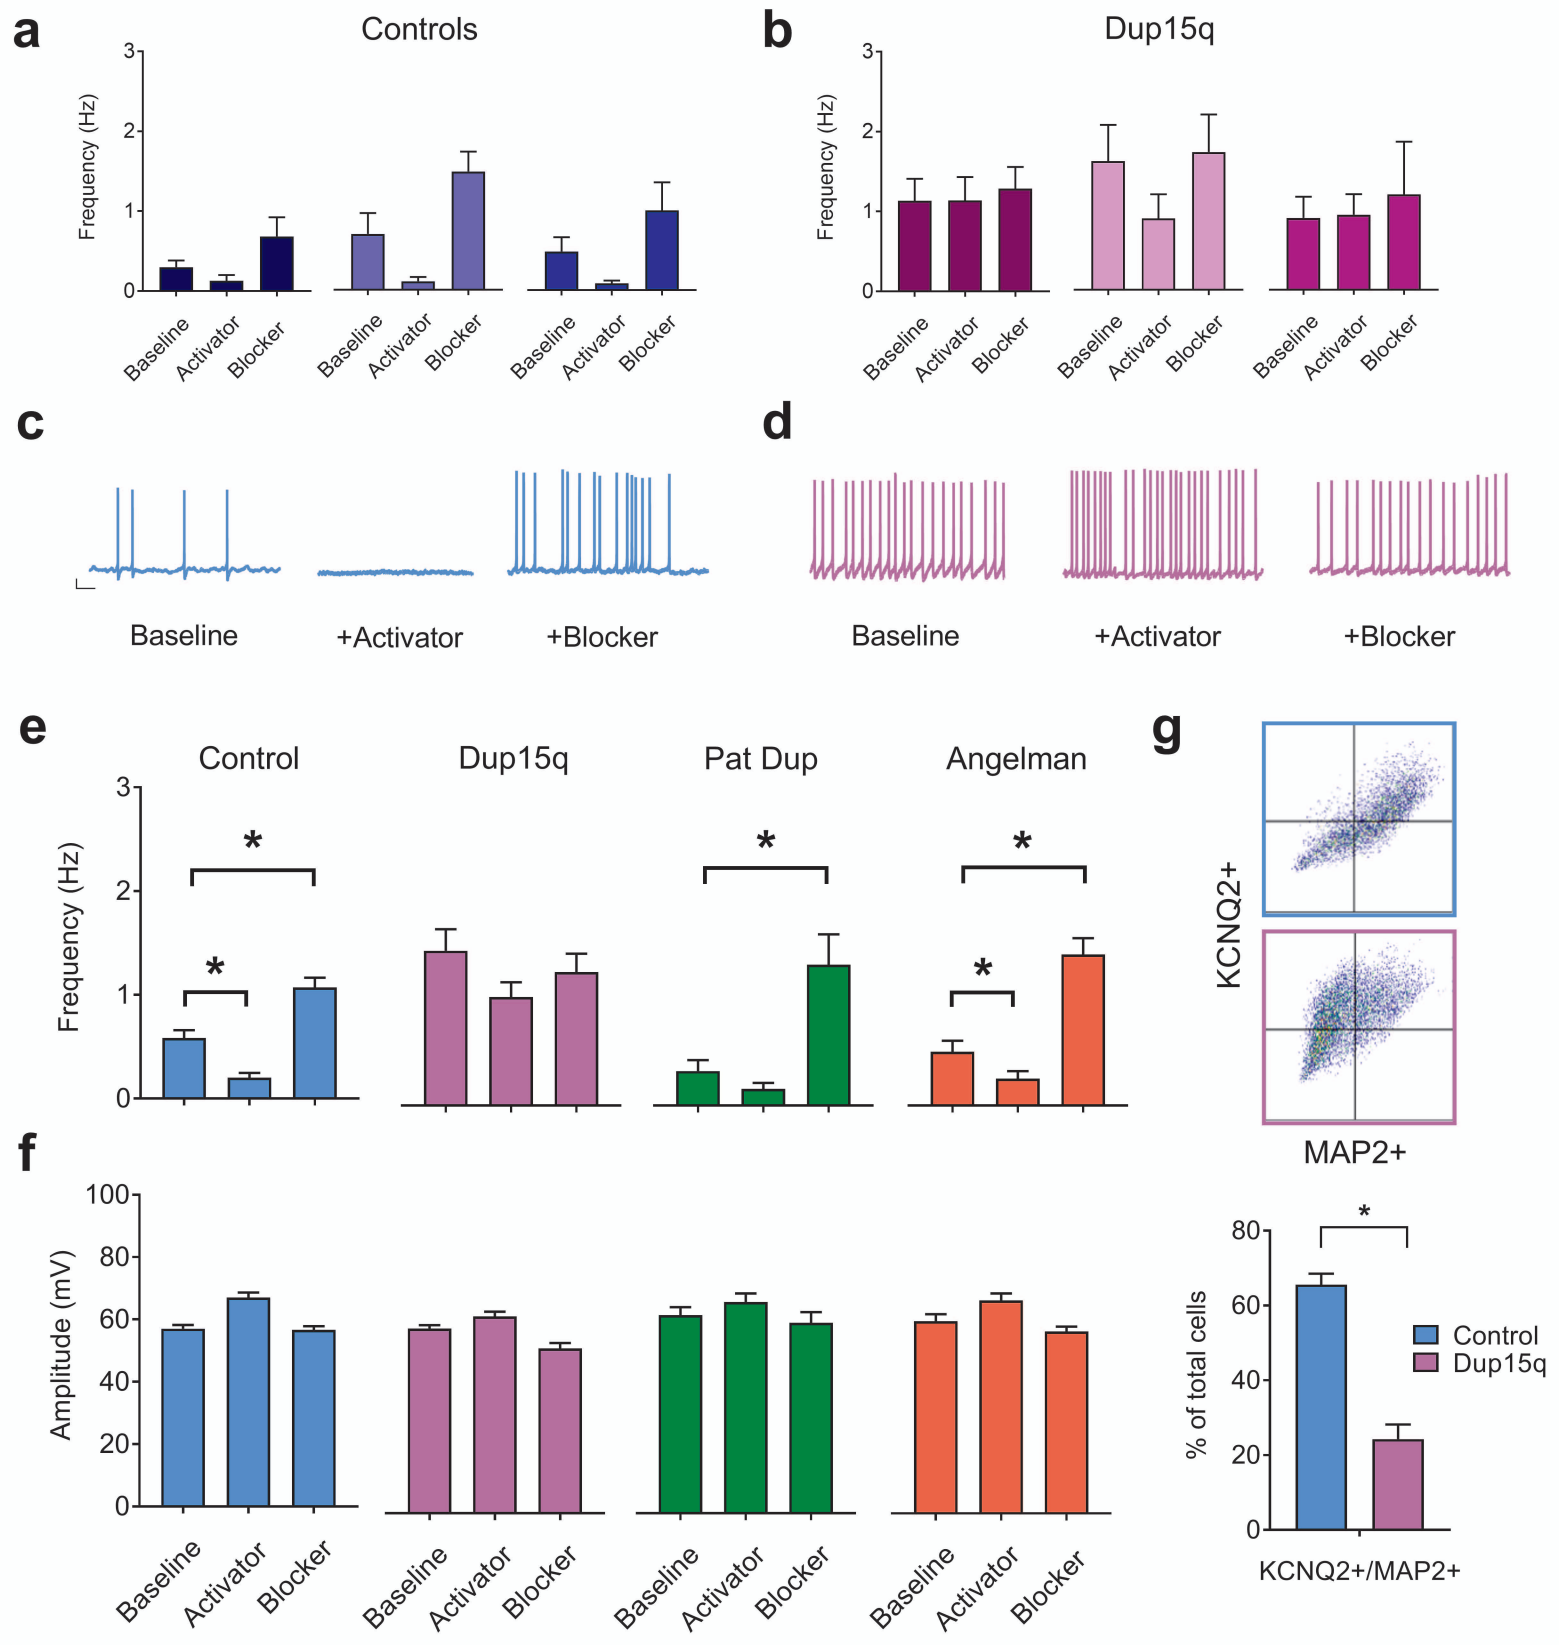 a
Controls
3
2
1
0
Frequency (Hz)
Baseline
Activator
Blocker
Baseline
Activator
Blocker
Baseline
Activator
Blocker
b
Dup15q
3
2
1
0
Frequency (Hz)
Baseline
Activator
Blocker
Baseline
Activator
Blocker
Baseline
Activator
Blocker
c
Baseline
+Activator
+Blocker
d
Baseline
+Activator
+Blocker
e
Control
Dup15q
Pat Dup
Angelman
3
2
1
0
Frequency (Hz)
*
*
*
*
*
f
100
80
60
40
20
0
Amplitude (mV)
Baseline
Activator
Blocker
Baseline
Activator
Blocker
Baseline
Activator
Blocker
Baseline
Activator
Blocker
g
KCNQ2+
MAP2+
80
60
40
20
0
% of total cells
*
Control
Dup15q
KCNQ2+/MAP2+